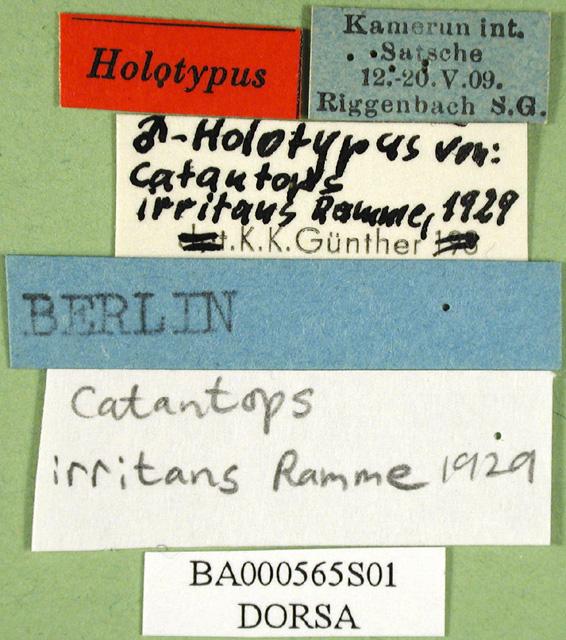 Holotypus
Kamerun int.
Satsche
12.-20.V.09.
Riggenbach S.G.
♂-Holotypus von:
Catantops
irritans Ramme, 1929
.K.K.Günther
BERLIN
Catantops
irritans Ramme 1929
BA000565S01
DORSA